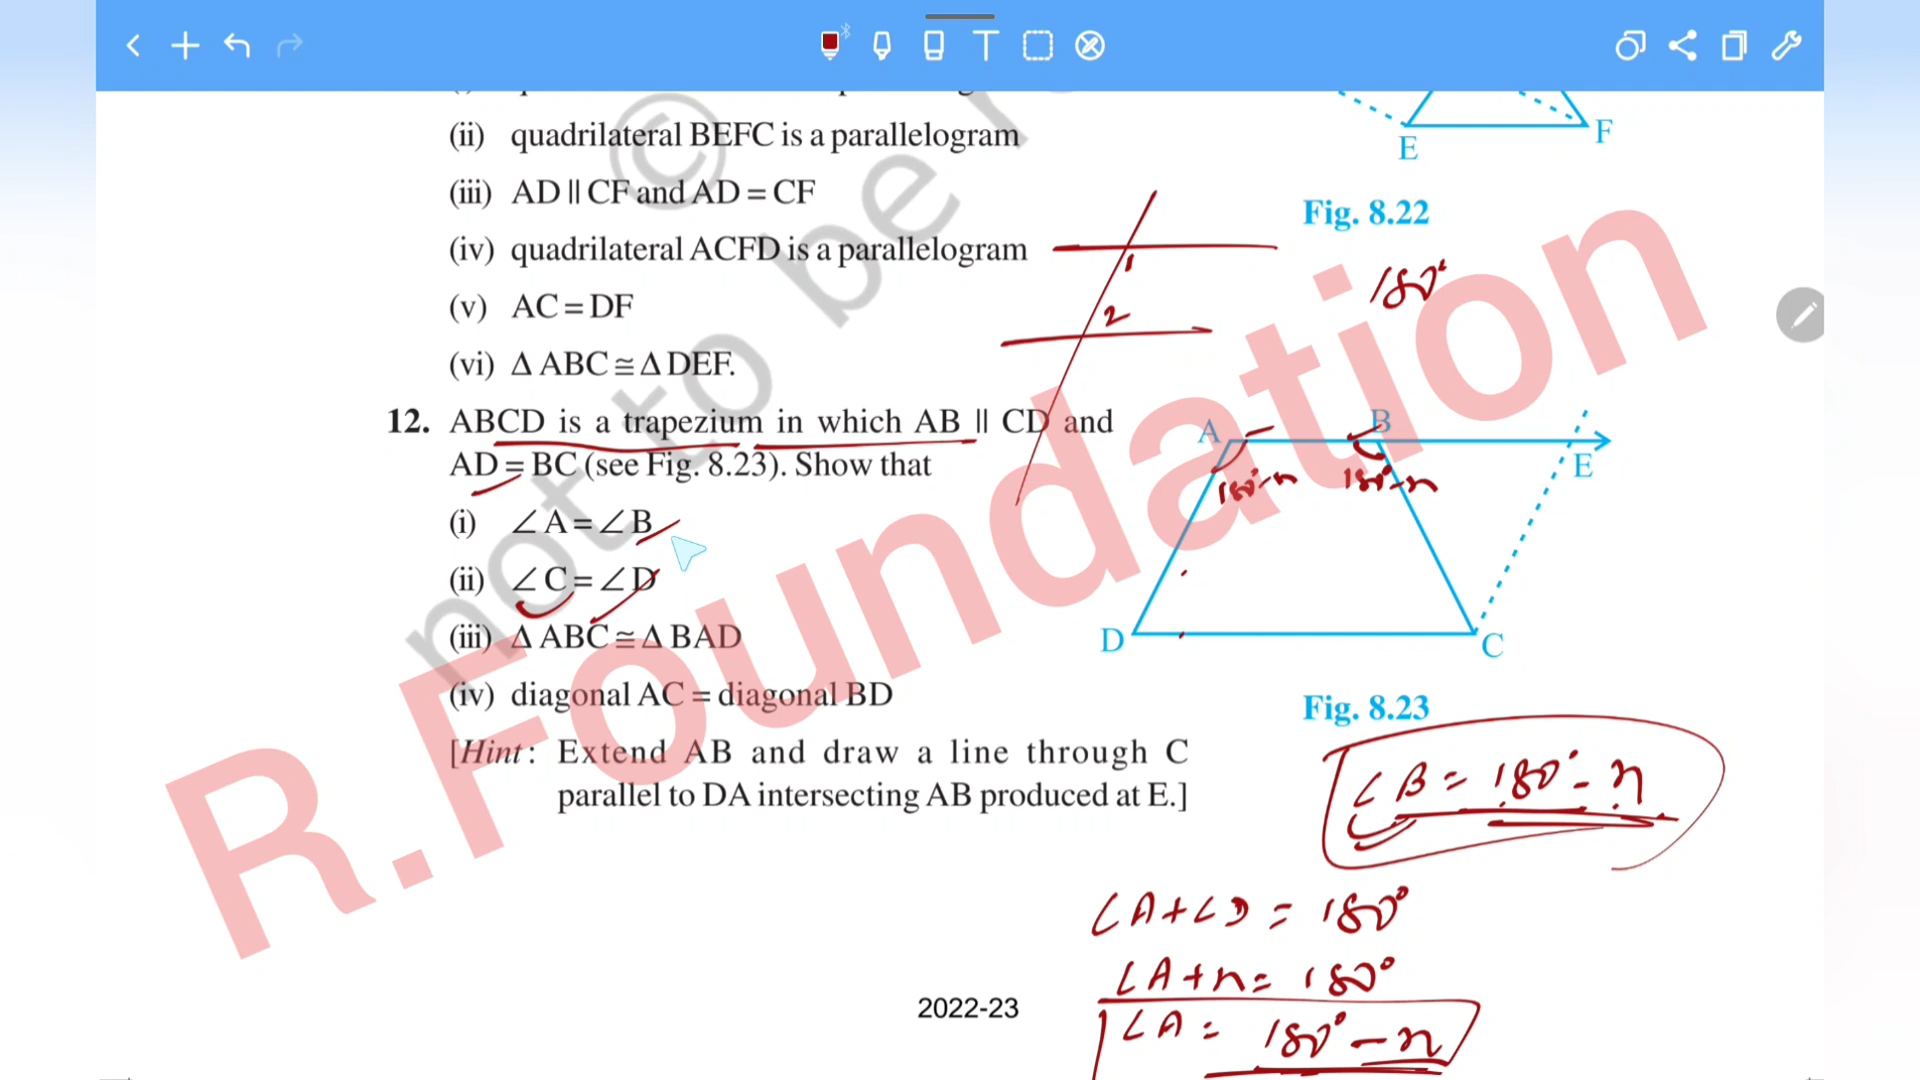 (ii) quadrilateral BEFC is a parallelogram
(iii) AD || CF and AD = CF
(iv) quadrilateral ACFD is a parallelogram
(v) AC = DF
(vi) Δ ABC ≅ Δ DEF.
E
F
Fig. 8.22
1
2
180°
12. ABCD is a trapezium in which AB || CD and
AD = BC (see Fig. 8.23). Show that
(i) ∠ A = ∠ B
(ii) ∠ C = ∠ D
(iii) Δ ABC ≅ Δ BAD
(iv) diagonal AC = diagonal BD
[Hint : Extend AB and draw a line through C
parallel to DA intersecting AB produced at E.]
A
B
E
180°-n
180°-n
D
C
Fig. 8.23
∠B = 180° - n
∠A + ∠D = 180°
∠A + n = 180°
∠A = 180° - n
2022-23
© not to be r
R.Foundation